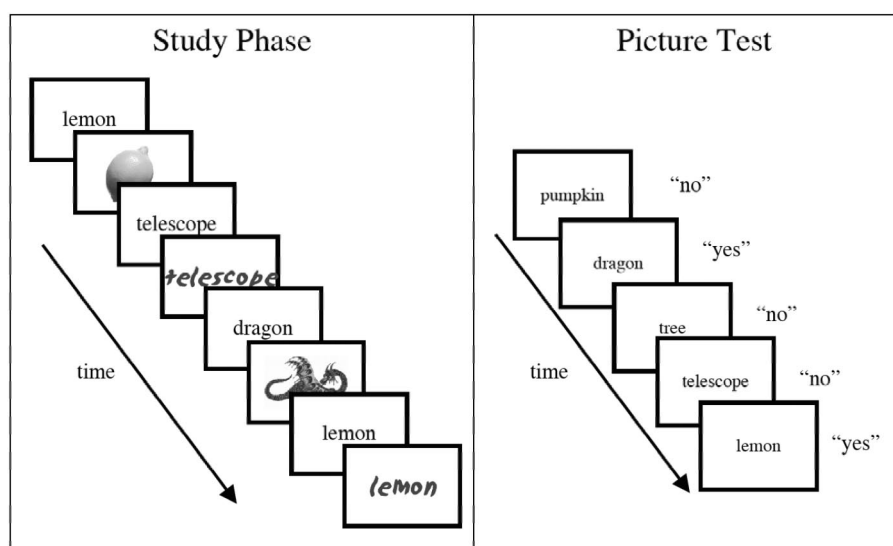 Study Phase
lemon
telescope
telescope
dragon
lemon
lemon
time
Picture Test
pumpkin
“no”
dragon
“yes”
tree
“no”
telescope
“no”
lemon
“yes”
time